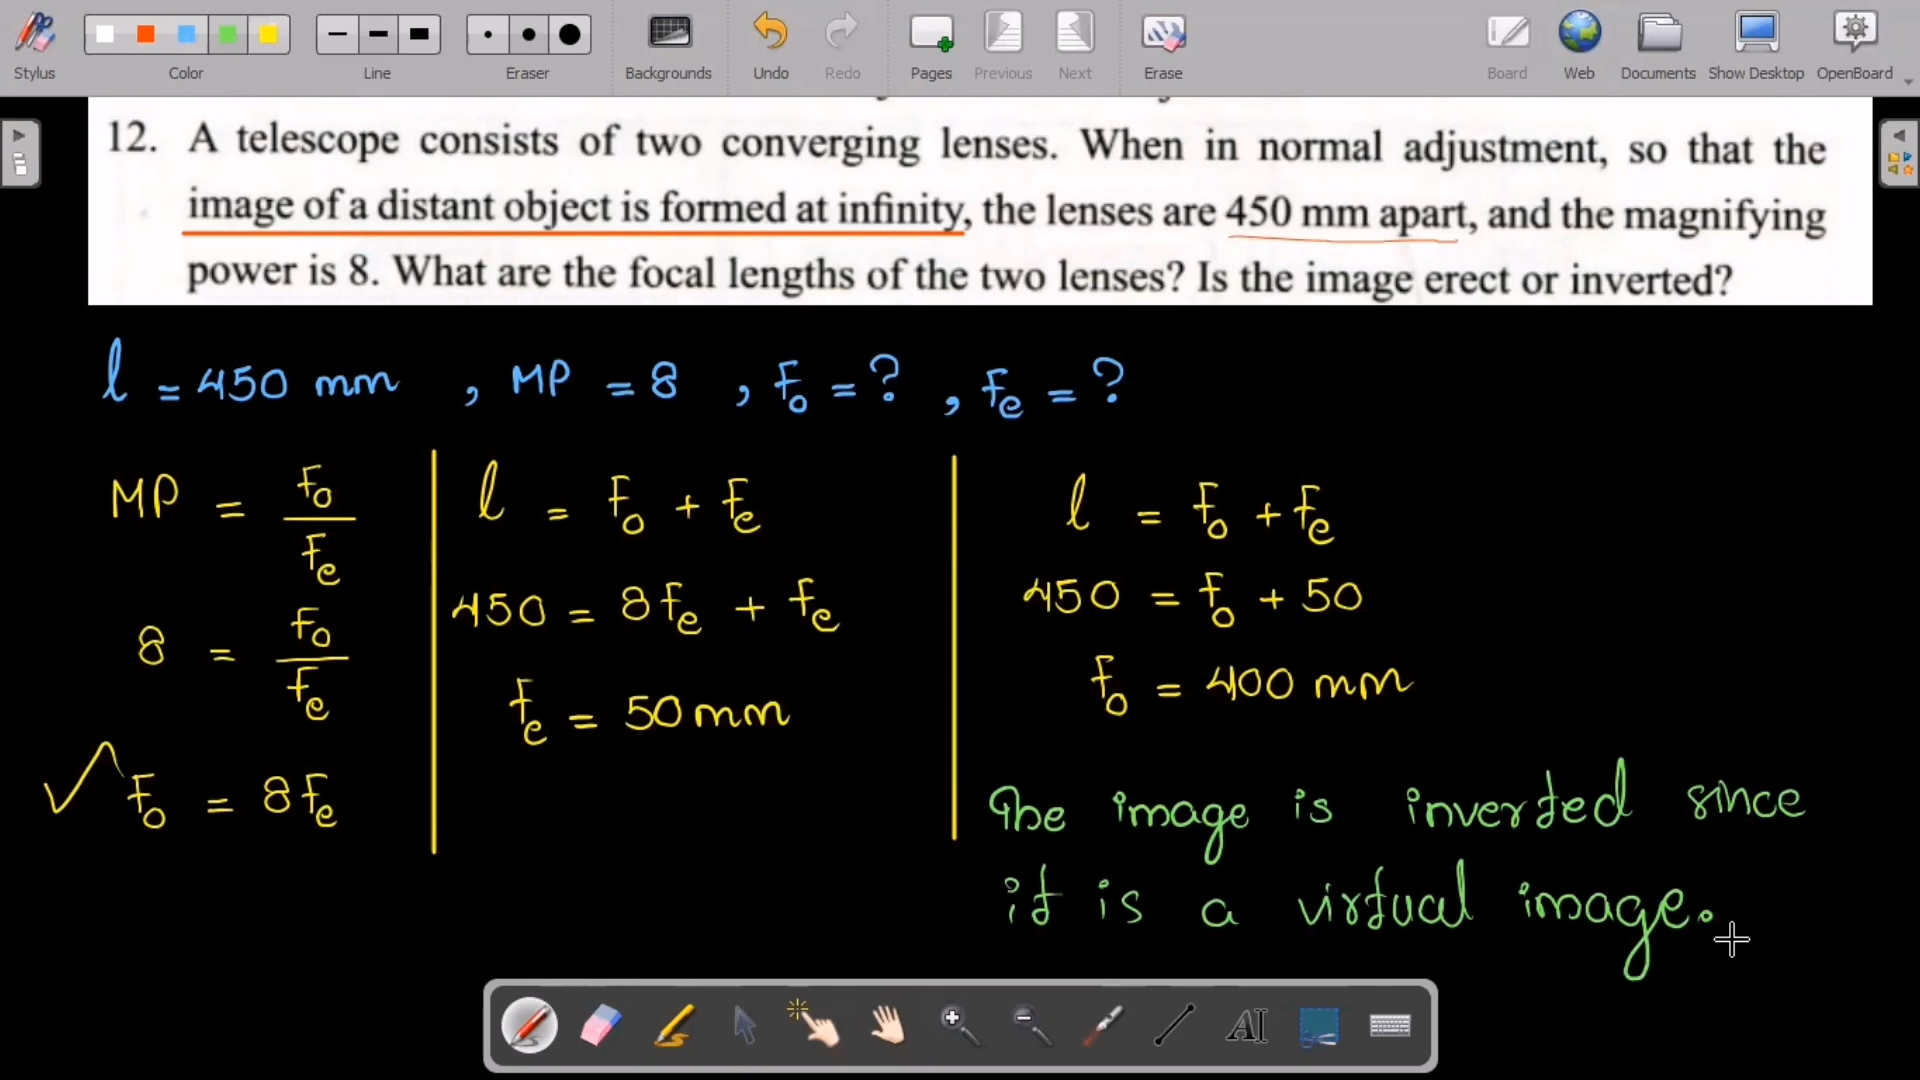 Stylus
Color
Line
Eraser
Backgrounds
Undo
Redo
Pages
Previous
Next
Erase
Board
Web
Documents
Show Desktop
OpenBoard
12. A telescope consists of two converging lenses. When in normal adjustment, so that the
image of a distant object is formed at infinity, the lenses are 450 mm apart, and the magnifying
power is 8. What are the focal lengths of the two lenses? Is the image erect or inverted?
l = 450 mm , MP = 8 , Fo = ? , Fe = ?
MP = Fo / Fe
8 = Fo / Fe
Fo = 8Fe
l = Fo + Fe
450 = 8Fe + Fe
Fe = 50 mm
l = Fo + Fe
450 = Fo + 50
Fo = 400 mm
The image is inverted since
it is a virtual image.
AI